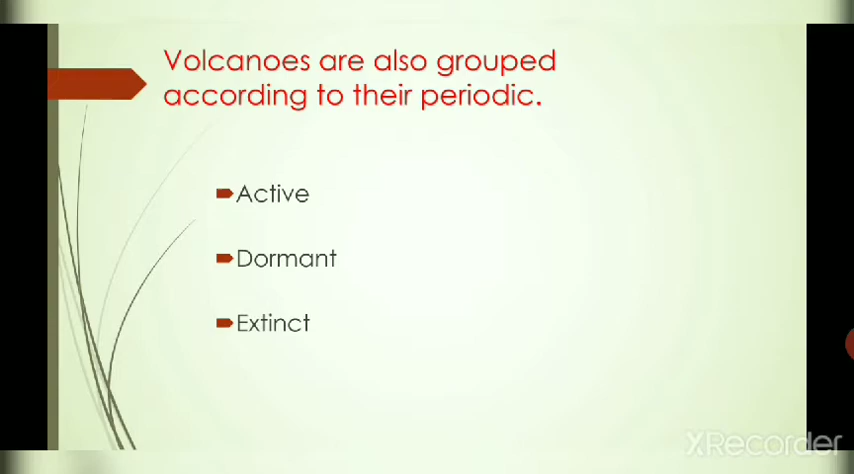 Volcanoes are also grouped
according to their periodic.
Active
Dormant
Extinct
XRecorder